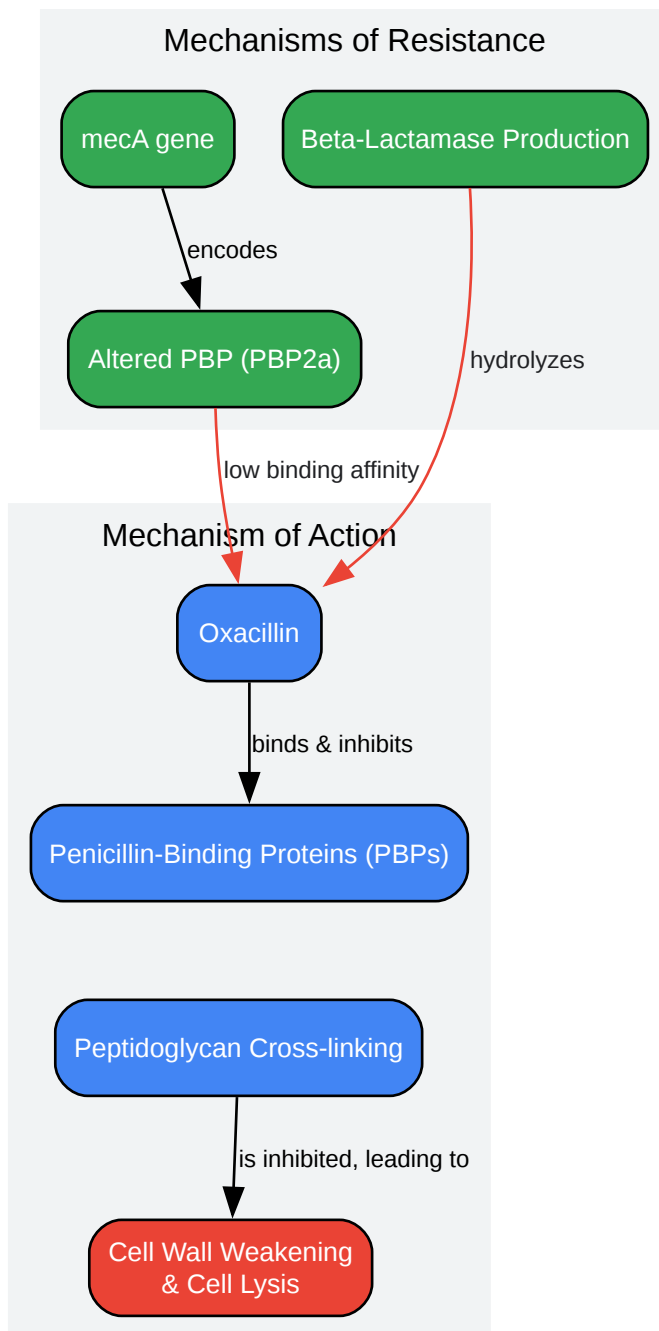 Mechanisms of Resistance
mecA gene
Beta-Lactamase Production
encodes
Altered PBP (PBP2a)
hydrolyzes
low binding affinity
Mechanism of Action
Oxacillin
binds & inhibits
Penicillin-Binding Proteins (PBPs)
Peptidoglycan Cross-linking
is inhibited, leading to
Cell Wall Weakening
& Cell Lysis